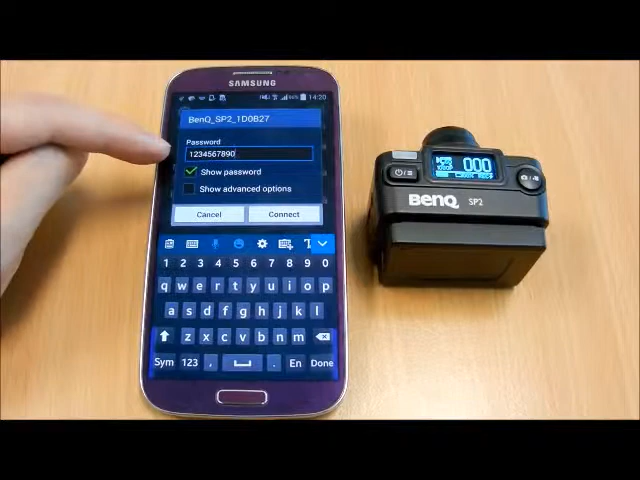 SAMSUNG
14:20
BenQ_SP2_1D0B27
Password
1234567890
Show password
Show advanced options
Cancel Connect
1 2 3 4 5 6 7 8 9 0
q w e r t y u i o p
a s d f g h j k l
z x c v b n m
Sym 123 , . En Done
000
BenQ SP2